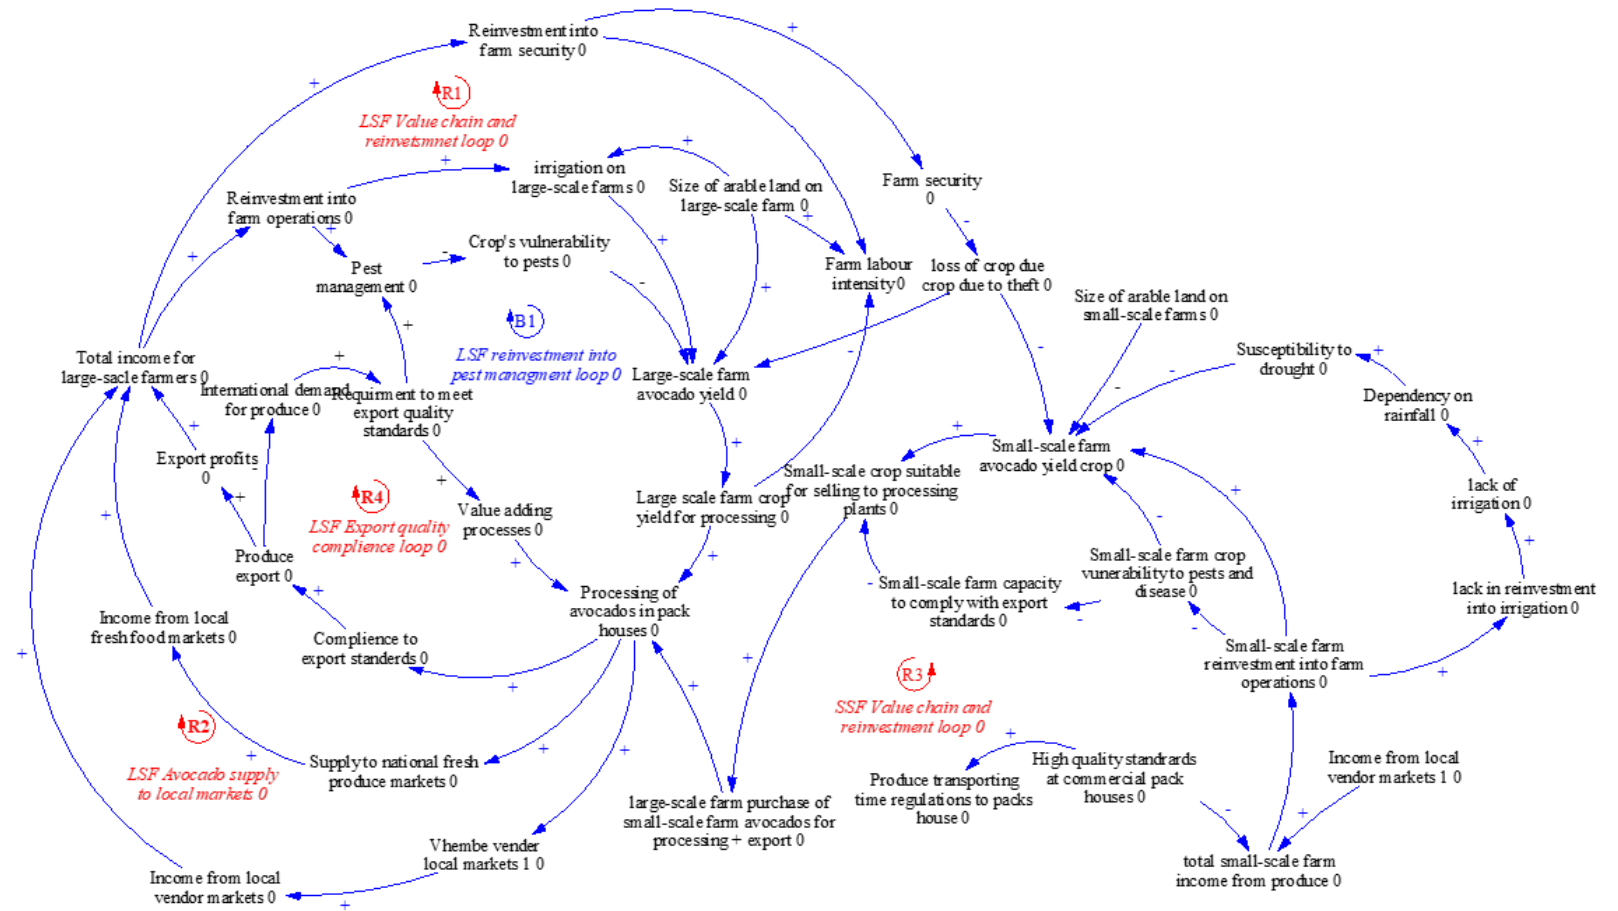 Reinvestment into
farm security 0
R1
LSF Value chain and
reinvetsmnet loop 0
irrigation on
large-scale farms 0
Size of arable land on
large-scale farm 0
Farm security
0
Reinvestment into
farm operations 0
Crop's vulnerability
to pests 0
Pest
management 0
Farm labour
intensity0
loss of crop due
crop due to theft 0
Size of arable land on
small-scale farms 0
B1
LSF reinvestment into
pest managment loop 0
Total income for
large-sacle farmers 0
International demand
for produce 0
Requirment to meet
export quality
standards 0
Large-scale farm
avocado yield 0
Susceptibility to
drought 0
Dependency on
rainfall 0
Small-scale farm
avocado yield crop 0
Export profits
0
R4
LSF Export quality
complience loop 0
Value adding
processes 0
Large scale farm crop
yield for processing 0
Small-scale crop suitable
for selling to processing
plants 0
lack of
irrigation 0
Produce
export 0
Small-scale farm crop
vunerability to pests and
disease 0
Small-scale farm capacity
to comply with export
standards 0
lack in reinvestment
into irrigation 0
Processing of
avocados in pack
houses 0
Income from local
fresh food markets 0
Complience to
export standerds 0
Small-scale farm
reinvestment into farm
operations 0
R3
SSF Value chain and
reinvestment loop 0
R2
LSF Avocado supply
to local markets 0
Supply to national fresh
produce markets 0
High quality standrards
at commercial pack
houses 0
Produce transporting
time regulations to packs
house 0
Income from local
vendor markets 1 0
large-scale farm purchase of
small-scale farm avocados for
processing + export 0
Vhembe vender
local markets 1 0
Income from local
vendor markets 0
total small-scale farm
income from produce 0